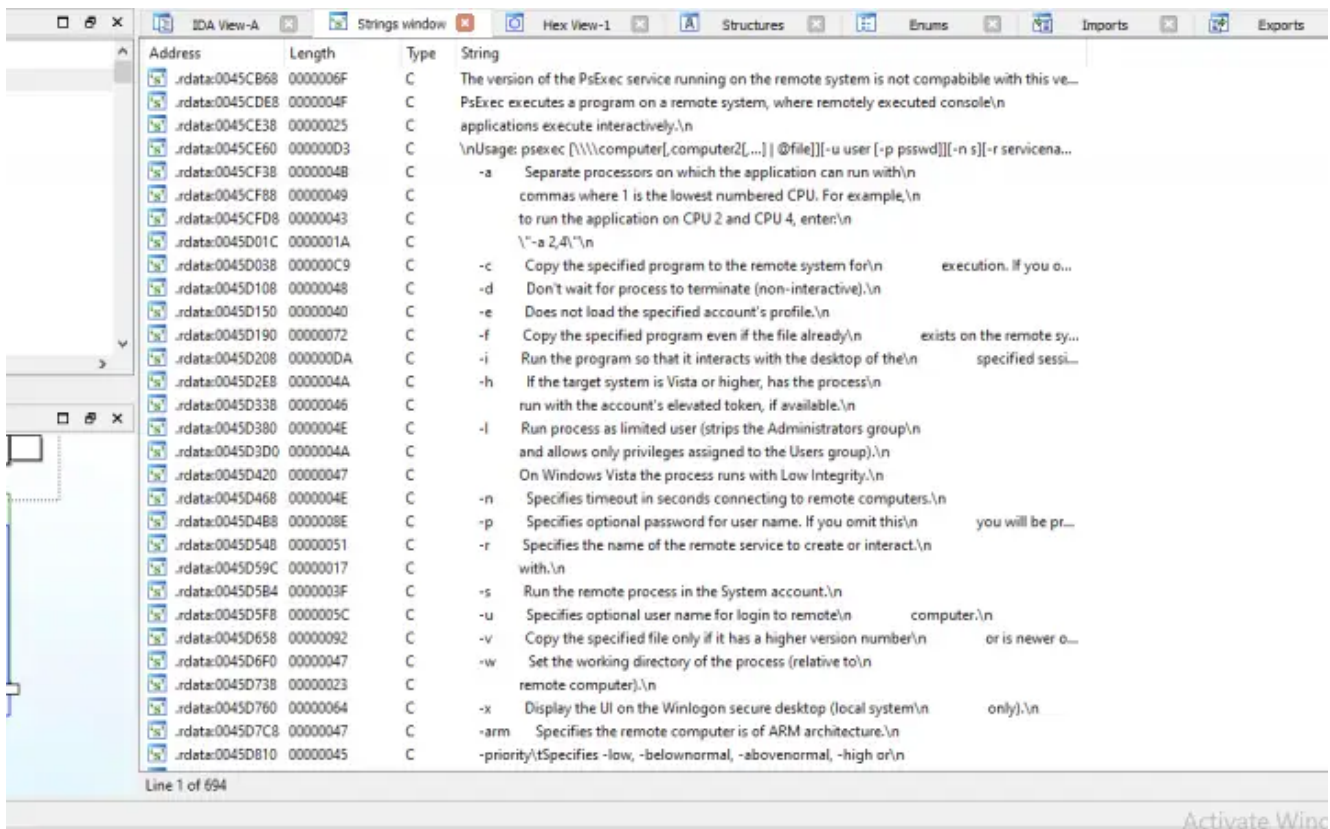 IDA View-A Strings window Hex View-1 Structures Enums Imports Exports
Address Length Type String
.rdata:0045CB68 0000006F C The version of the PsExec service running on the remote system is not compabible with this ve...
.rdata:0045CDE8 0000004F C PsExec executes a program on a remote system, where remotely executed console\n
.rdata:0045CE38 00000025 C applications execute interactively.\n
.rdata:0045CE60 000000D3 C \nUsage: psexec [\\\\computer[,computer2[,...] | @file]][-u user [-p psswd]][-n s][-r servicena...
.rdata:0045CF38 0000004B C -a Separate processors on which the application can run with\n
.rdata:0045CF88 00000049 C commas where 1 is the lowest numbered CPU. For example,\n
.rdata:0045CFD8 00000043 C to run the application on CPU 2 and CPU 4, enter:\n
.rdata:0045D01C 0000001A C \"-a 2,4\"\n
.rdata:0045D038 000000C9 C -c Copy the specified program to the remote system for\n execution. If you o...
.rdata:0045D108 00000048 C -d Don't wait for process to terminate (non-interactive).\n
.rdata:0045D150 00000040 C -e Does not load the specified account's profile.\n
.rdata:0045D190 00000072 C -f Copy the specified program even if the file already\n exists on the remote sy...
.rdata:0045D208 000000DA C -i Run the program so that it interacts with the desktop of the\n specified sessi...
.rdata:0045D2E8 0000004A C -h If the target system is Vista or higher, has the process\n
.rdata:0045D338 00000046 C run with the account's elevated token, if available.\n
.rdata:0045D380 0000004E C -l Run process as limited user (strips the Administrators group\n
.rdata:0045D3D0 0000004A C and allows only privileges assigned to the Users group).\n
.rdata:0045D420 00000047 C On Windows Vista the process runs with Low Integrity.\n
.rdata:0045D468 0000004E C -n Specifies timeout in seconds connecting to remote computers.\n
.rdata:0045D4B8 0000008E C -p Specifies optional password for user name. If you omit this\n you will be pr...
.rdata:0045D548 00000051 C -r Specifies the name of the remote service to create or interact.\n
.rdata:0045D59C 00000017 C with.\n
.rdata:0045D5B4 0000003F C -s Run the remote process in the System account.\n
.rdata:0045D5F8 0000005C C -u Specifies optional user name for login to remote\n computer.\n
.rdata:0045D658 00000092 C -v Copy the specified file only if it has a higher version number\n or is newer o...
.rdata:0045D6F0 00000047 C -w Set the working directory of the process (relative to\n
.rdata:0045D738 00000023 C remote computer).\n
.rdata:0045D760 00000064 C -x Display the UI on the Winlogon secure desktop (local system\n only).\n
.rdata:0045D7C8 00000047 C -arm Specifies the remote computer is of ARM architecture.\n
.rdata:0045D810 00000045 C -priority\tSpecifies -low, -belownormal, -abovenormal, -high or\n
Line 1 of 694
Activate Wind